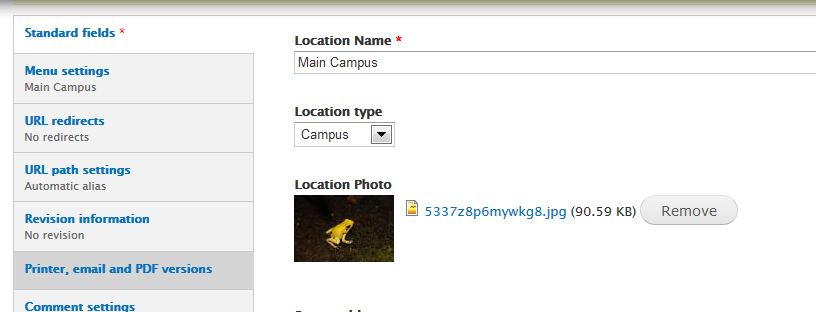 Standard fields *
Menu settings
Main Campus
URL redirects
No redirects
URL path settings
Automatic alias
Revision information
No revision
Printer, email and PDF versions
Comment settings
Location Name *
Main Campus
Location type
Campus
Location Photo
5337z8p6mywkg8.jpg (90.59 KB) Remove